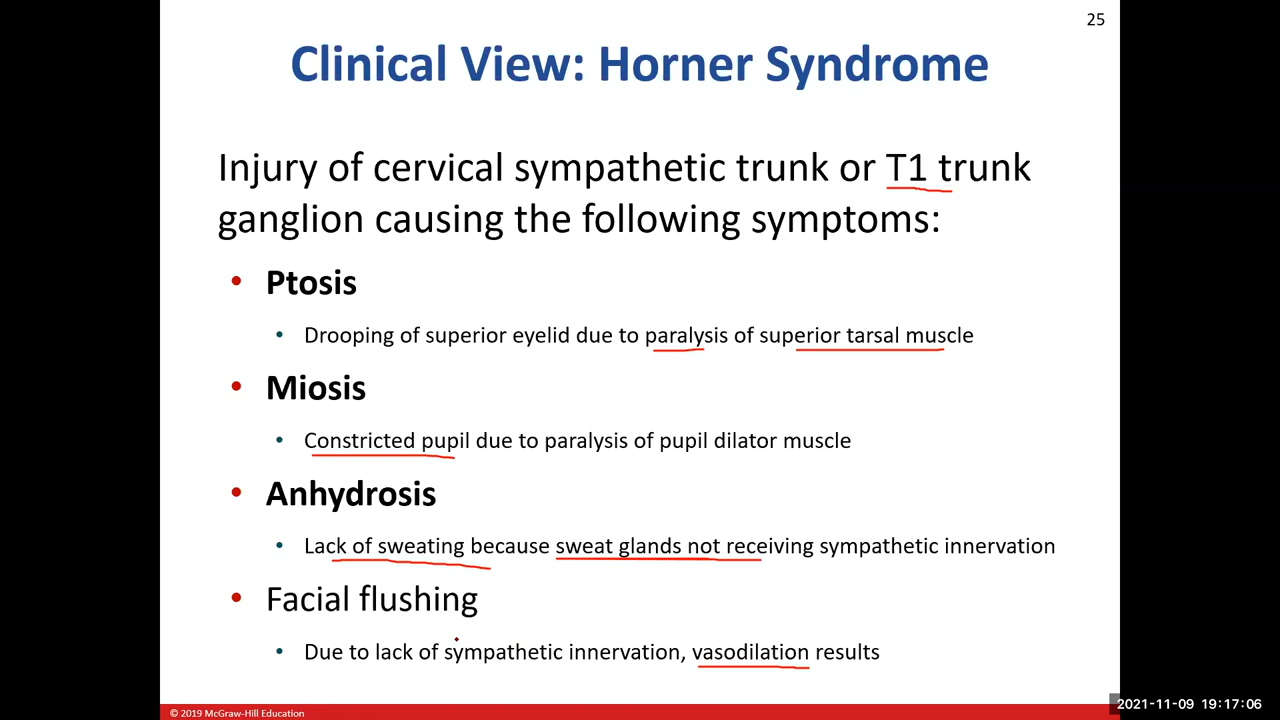 25
Clinical View: Horner Syndrome
Injury of cervical sympathetic trunk or T1 trunk
ganglion causing the following symptoms:
• Ptosis
• Drooping of superior eyelid due to paralysis of superior tarsal muscle
• Miosis
• Constricted pupil due to paralysis of pupil dilator muscle
• Anhydrosis
• Lack of sweating because sweat glands not receiving sympathetic innervation
• Facial flushing
• Due to lack of sympathetic innervation, vasodilation results
© 2019 McGraw-Hill Education
2021-11-09 19:17:06